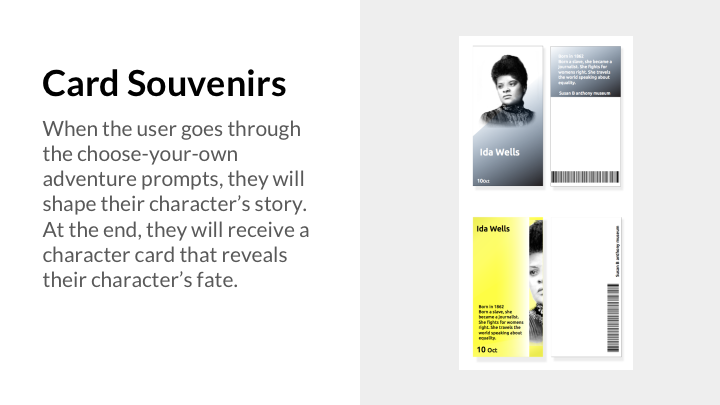 Card Souvenirs
When the user goes through
the choose-your-own
adventure prompts, they will
shape their character’s story.
At the end, they will receive a
character card that reveals
their character’s fate.
Ida Wells
10Oct
Born in 1862
Born a slave, she became a
journalist. She fights for
womens right. She travels
the world speaking about
equality.
Susan B anthony museum
Ida Wells
Born in 1862
Born a slave, she
become a journalist.
She fights for womens
right. She travels the
world speaking about
equality.
10 Oct
Susan B anthony museum